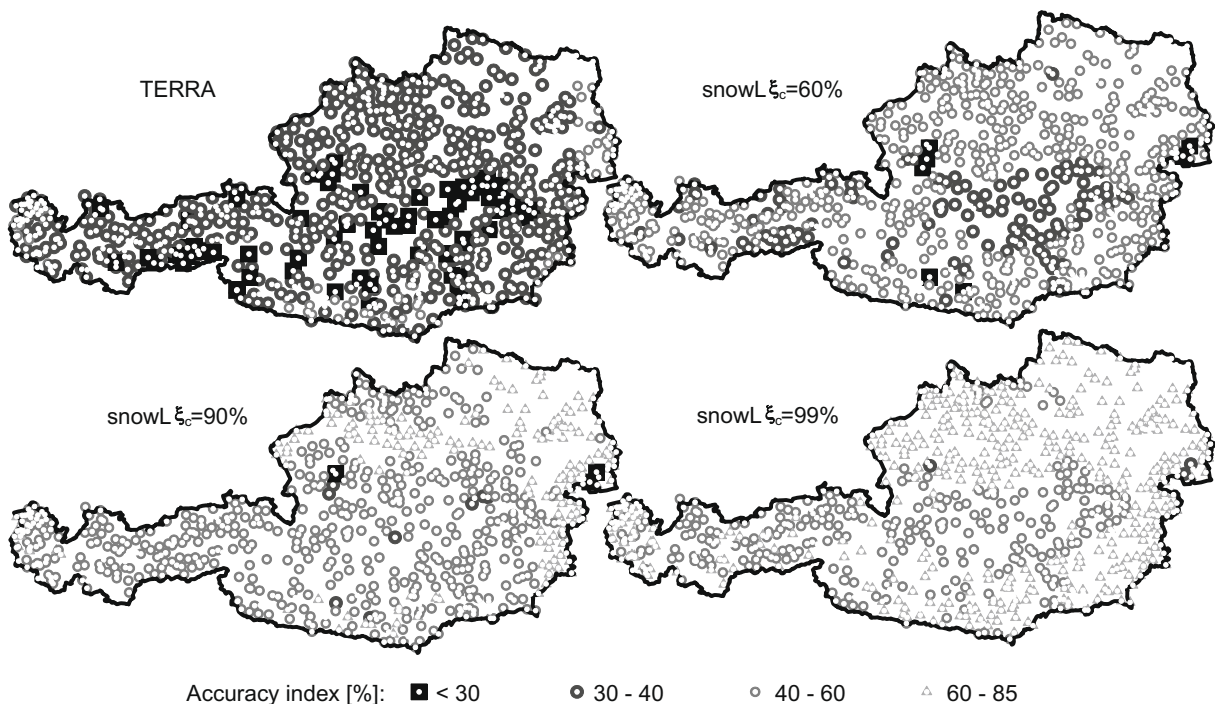 TERRA
snowL ξc=60%
snowL ξc=90%
snowL ξc=99%
Accuracy index [%]: < 30 30 - 40 40 - 60 60 - 85